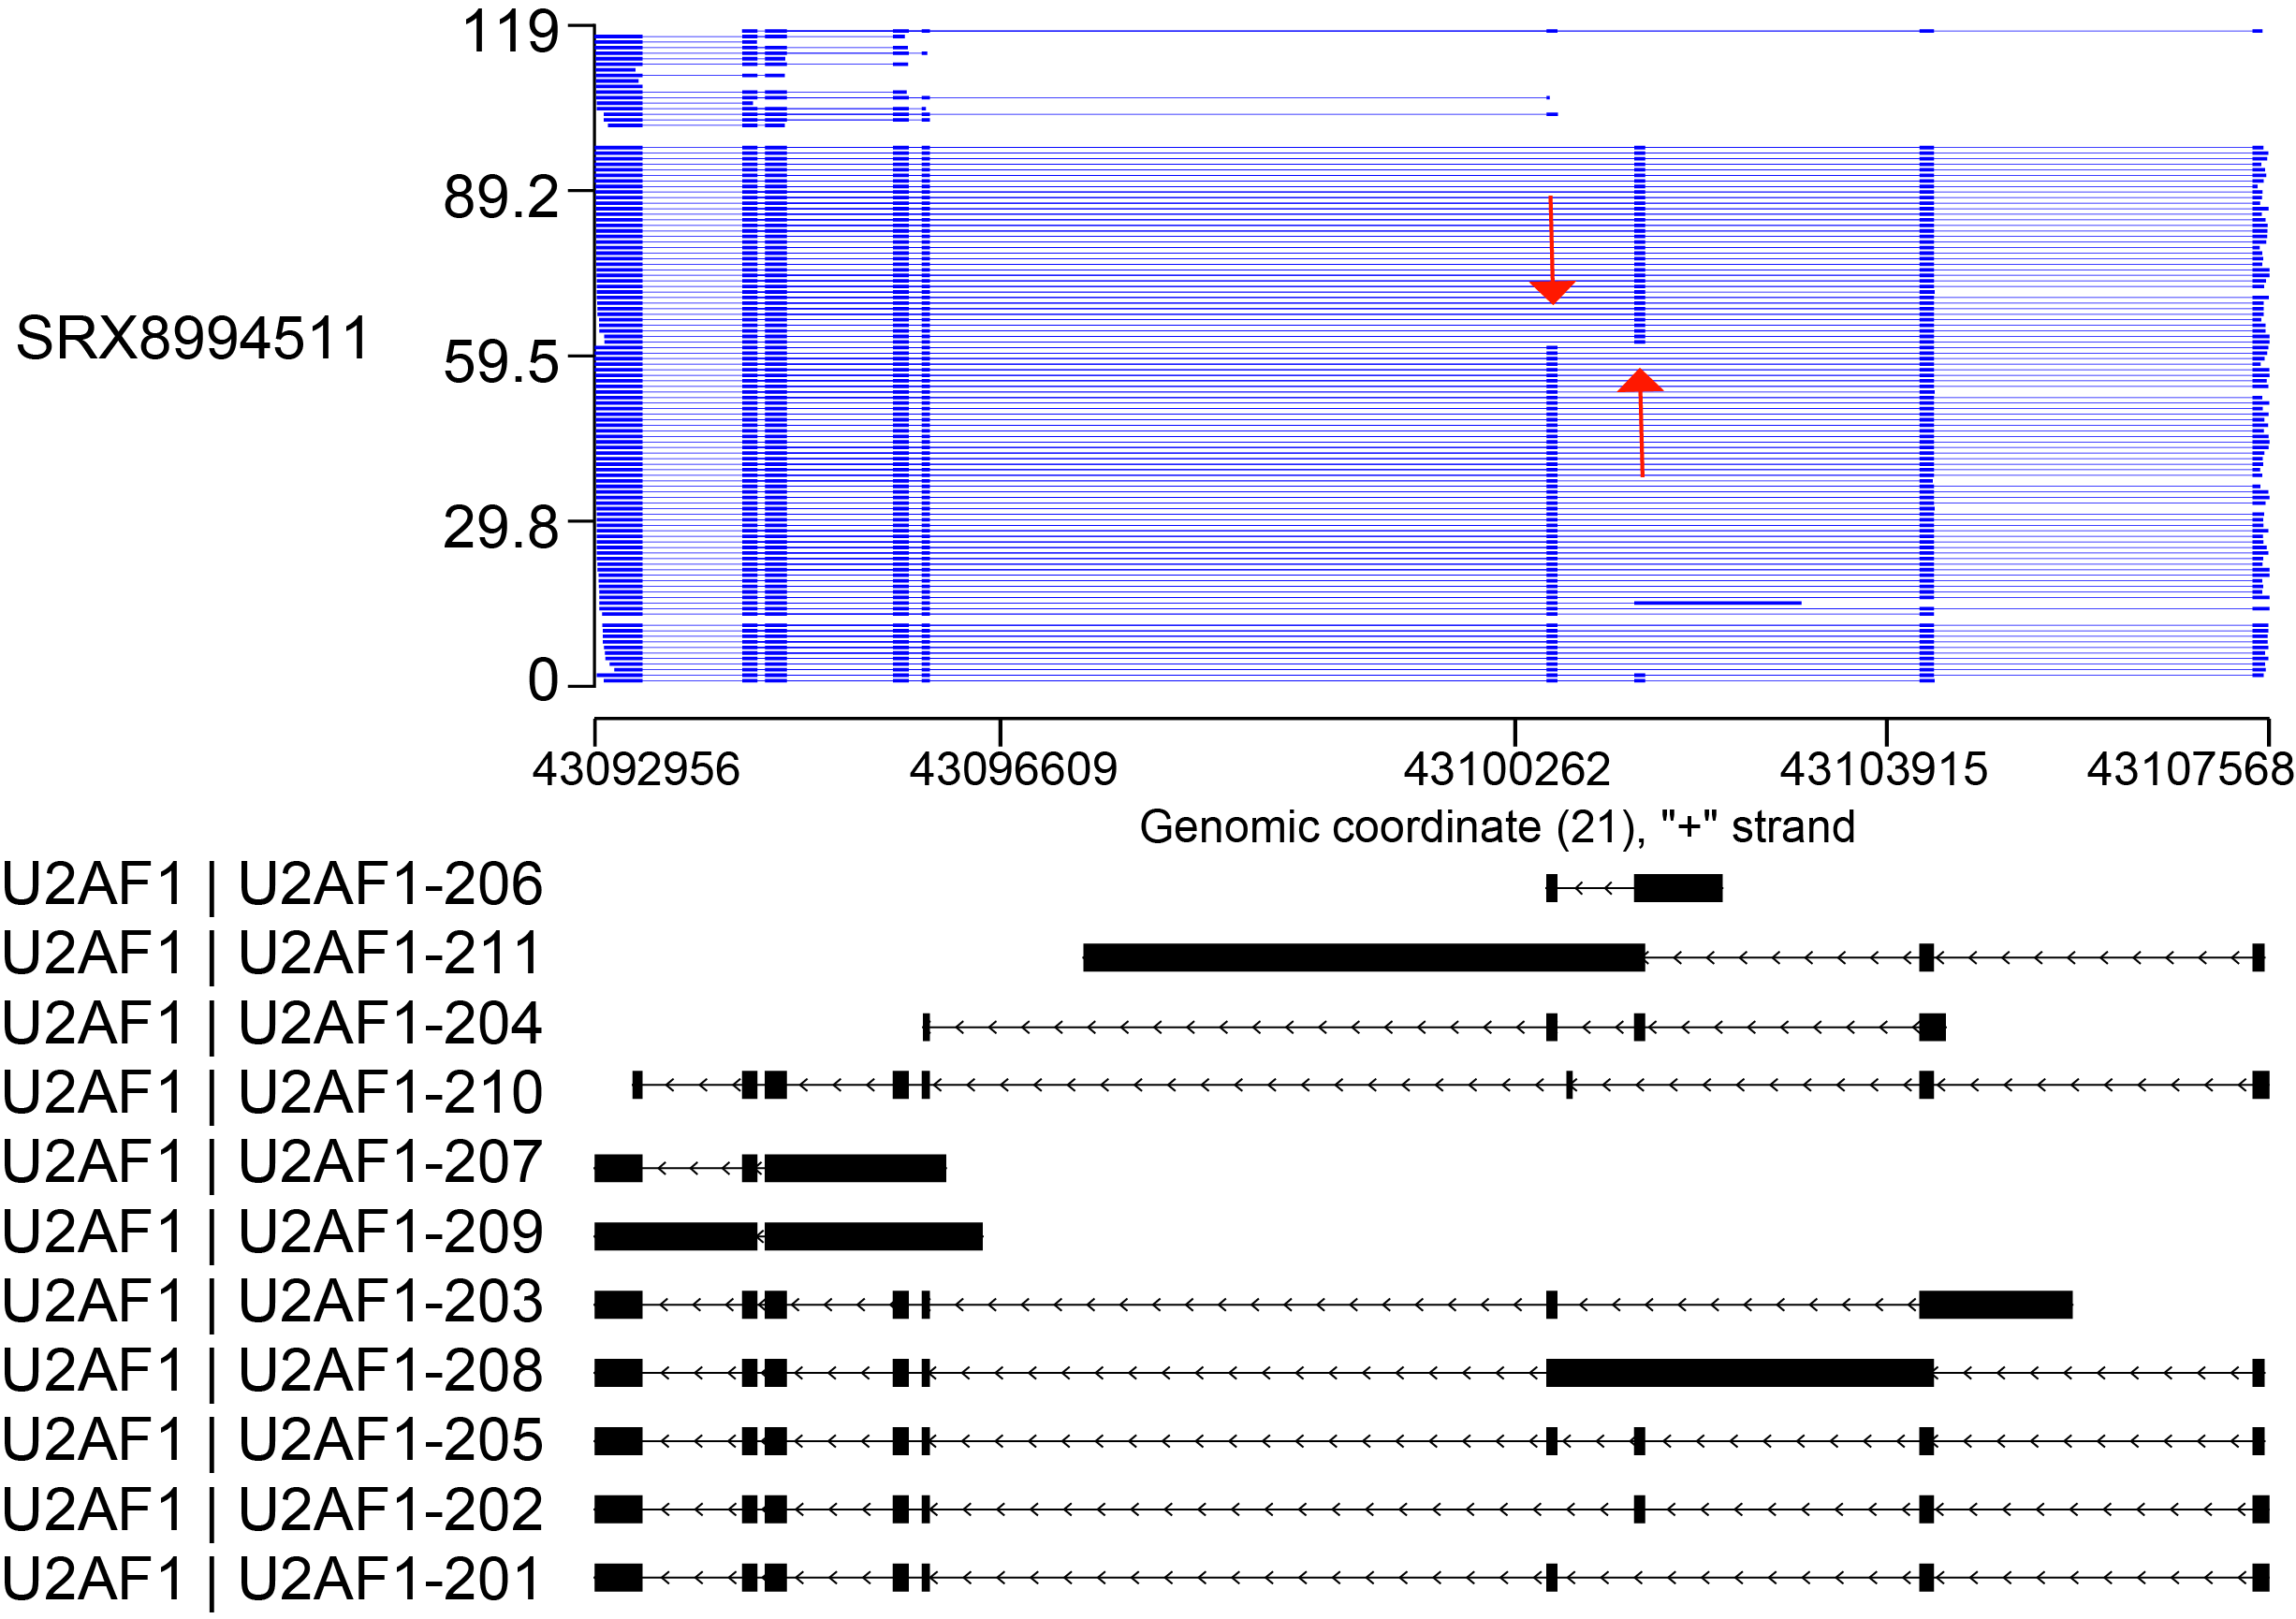 119
89.2
SRX8994511
59.5
29.8
0
43092956 43096609 43100262 43103915 43107568
Genomic coordinate (21), "+" strand
U2AF1 | U2AF1-206
U2AF1 | U2AF1-211
U2AF1 | U2AF1-204
U2AF1 | U2AF1-210
U2AF1 | U2AF1-207
U2AF1 | U2AF1-209
U2AF1 | U2AF1-203
U2AF1 | U2AF1-208
U2AF1 | U2AF1-205
U2AF1 | U2AF1-202
U2AF1 | U2AF1-201